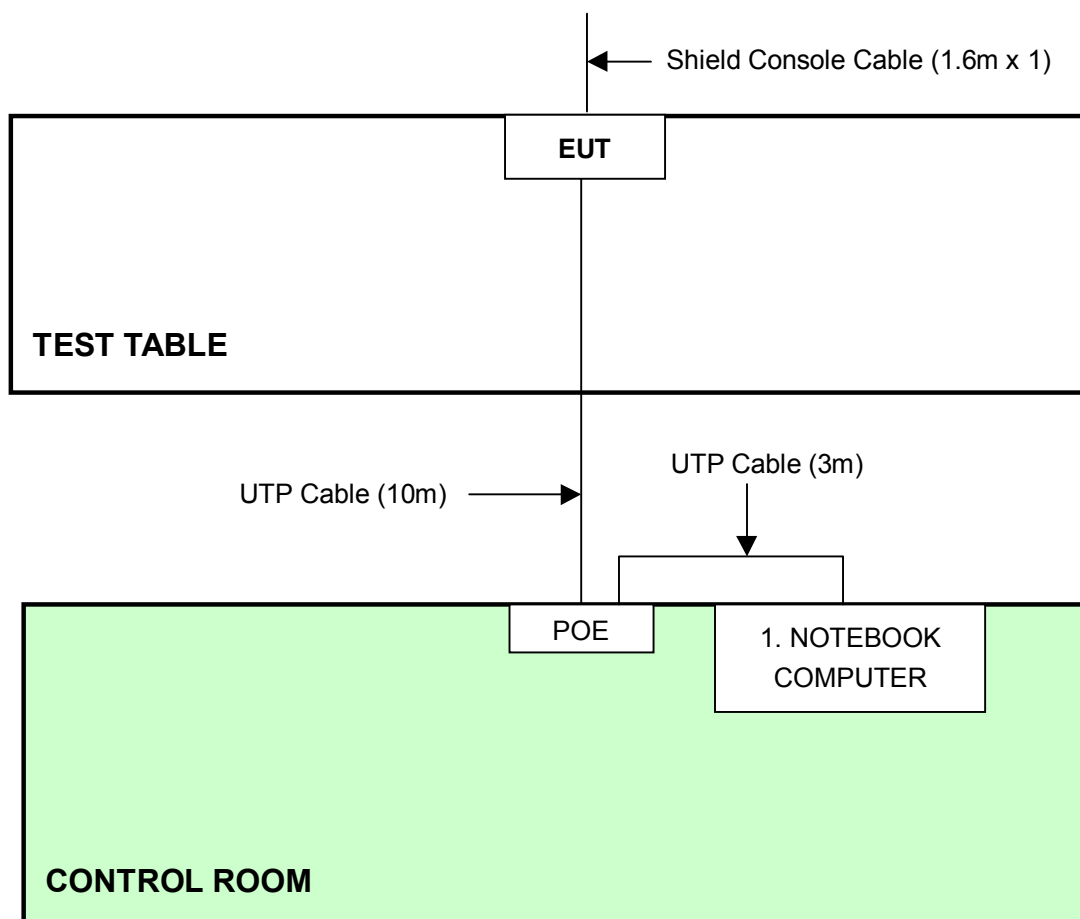 Shield Console Cable (1.6m x 1)
EUT
TEST TABLE
UTP Cable (3m)
UTP Cable (10m)
POE
1. NOTEBOOK
COMPUTER
CONTROL ROOM